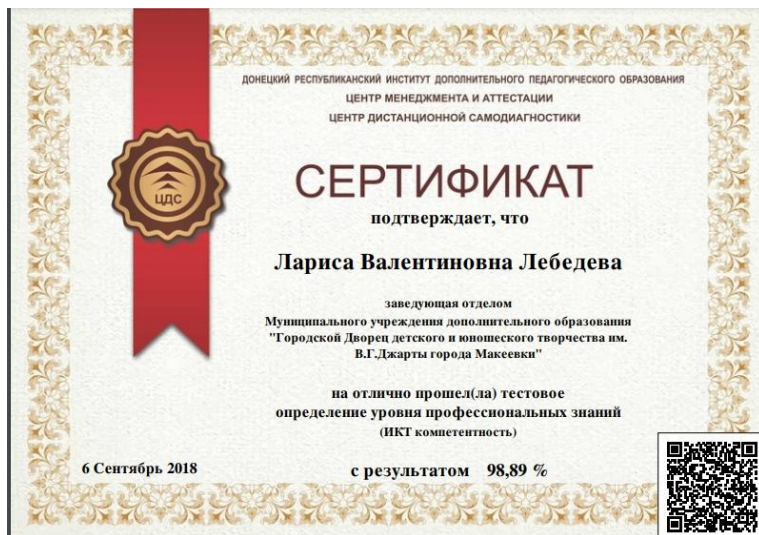 ДОНЕЦКИЙ РЕСПУБЛИКАНСКИЙ ИНСТИТУТ ДОПОЛНИТЕЛЬНОГО ПЕДАГОГИЧЕСКОГО ОБРАЗОВАНИЯ
ЦЕНТР МЕНЕДЖМЕНТА И АТТЕСТАЦИИ
ЦЕНТР ДИСТАНЦИОННОЙ САМОДИАГНОСТИКИ
ЦДС
СЕРТИФИКАТ
подтверждает, что
Лариса Валентиновна Лебедева
заведующая отделом
Муниципального учреждения дополнительного образования
"Городской Дворец детского и юношеского творчества им.
В.Г.Джарты города Макеевки"
на отлично прошел(ла) тестовое
определение уровня профессиональных знаний
(ИКТ компетентность)
6 Сентябрь 2018
с результатом 98,89 %